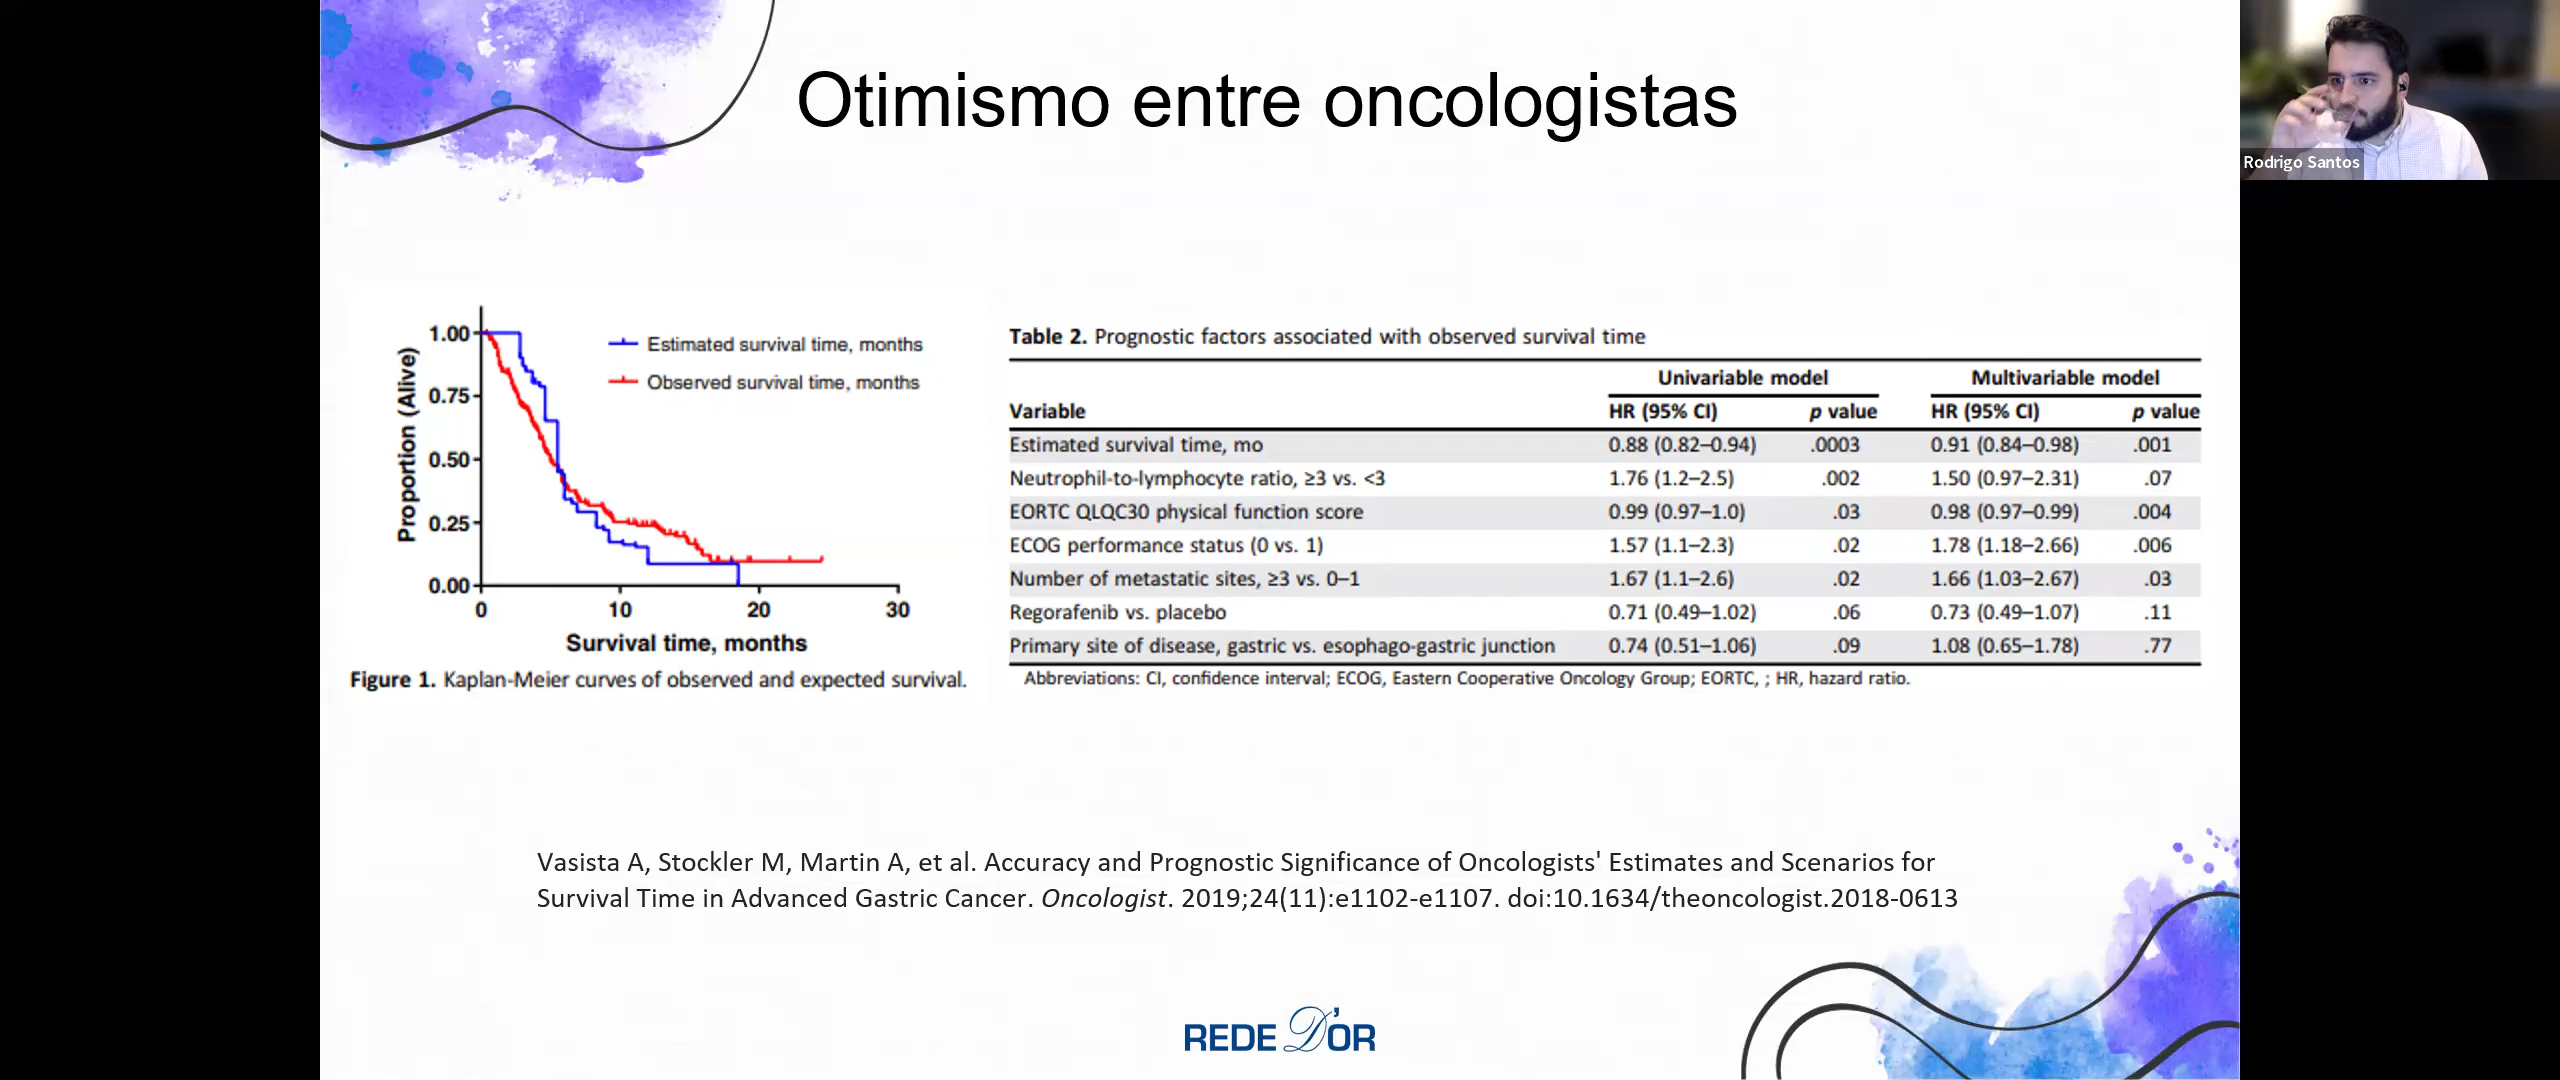 Otimismo entre oncologistas
Rodrigo Santos
1.00
0.75
0.50
0.25
0.00
Proportion (Alive)
Estimated survival time, months
Observed survival time, months
0 10 20 30
Survival time, months
Figure 1. Kaplan-Meier curves of observed and expected survival.
Table 2. Prognostic factors associated with observed survival time
Univariable model Multivariable model
Variable HR (95% CI) p value HR (95% CI) p value
Estimated survival time, mo 0.88 (0.82–0.94) .0003 0.91 (0.84–0.98) .001
Neutrophil-to-lymphocyte ratio, ≥3 vs. <3 1.76 (1.2–2.5) .002 1.50 (0.97–2.31) .07
EORTC QLQC30 physical function score 0.99 (0.97–1.0) .03 0.98 (0.97–0.99) .004
ECOG performance status (0 vs. 1) 1.57 (1.1–2.3) .02 1.78 (1.18–2.66) .006
Number of metastatic sites, ≥3 vs. 0–1 1.67 (1.1–2.6) .02 1.66 (1.03–2.67) .03
Regorafenib vs. placebo 0.71 (0.49–1.02) .06 0.73 (0.49–1.07) .11
Primary site of disease, gastric vs. esophago-gastric junction 0.74 (0.51–1.06) .09 1.08 (0.65–1.78) .77
Abbreviations: CI, confidence interval; ECOG, Eastern Cooperative Oncology Group; EORTC, ; HR, hazard ratio.
Vasista A, Stockler M, Martin A, et al. Accuracy and Prognostic Significance of Oncologists' Estimates and Scenarios for
Survival Time in Advanced Gastric Cancer. Oncologist. 2019;24(11):e1102-e1107. doi:10.1634/theoncologist.2018-0613
REDE D'OR